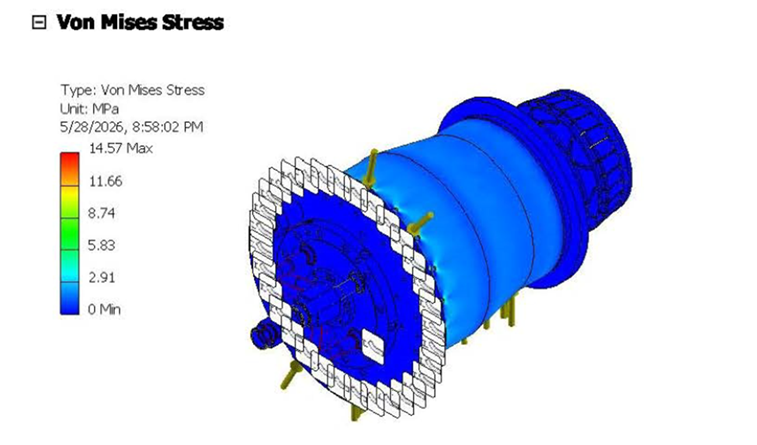 Von Mises Stress
Type: Von Mises Stress
Unit: MPa
5/28/2026, 8:58:02 PM
14.57 Max
11.66
8.74
5.83
2.91
0 Min